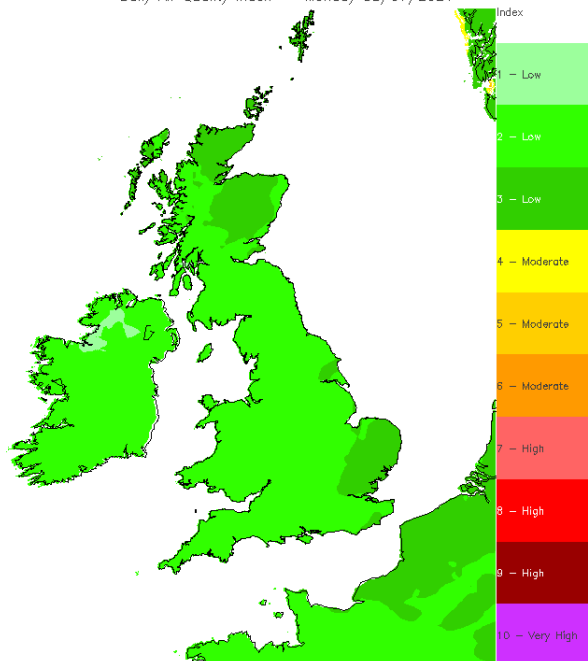 Index
1 - Low
2 - Low
3 - Low
4 - Moderate
5 - Moderate
6 - Moderate
7 - High
8 - High
9 - High
10 - Very High